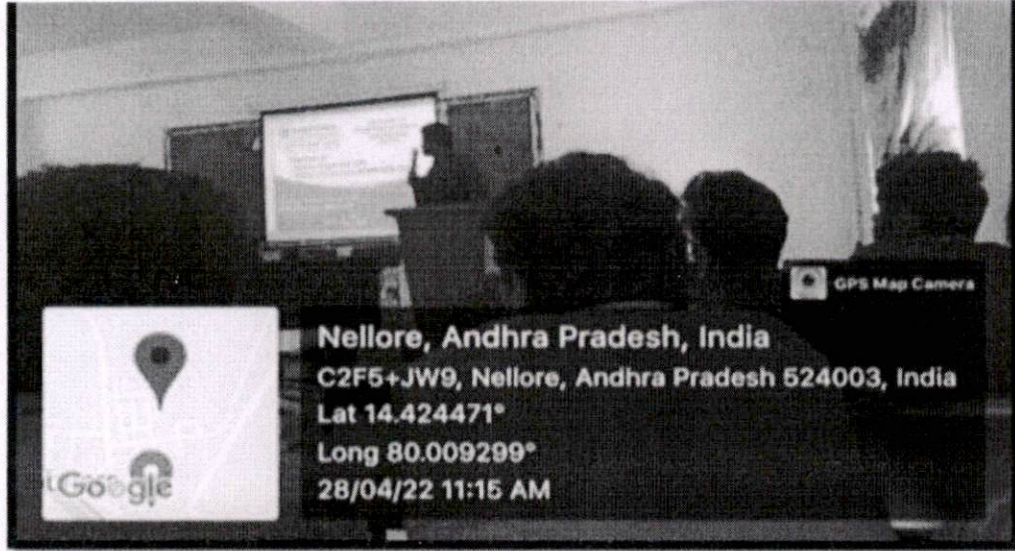 GPS Map Camera
Nellore, Andhra Pradesh, India
C2F5+JW9, Nellore, Andhra Pradesh 524003, India
Lat 14.424471°
Long 80.009299°
28/04/22 11:15 AM
Google